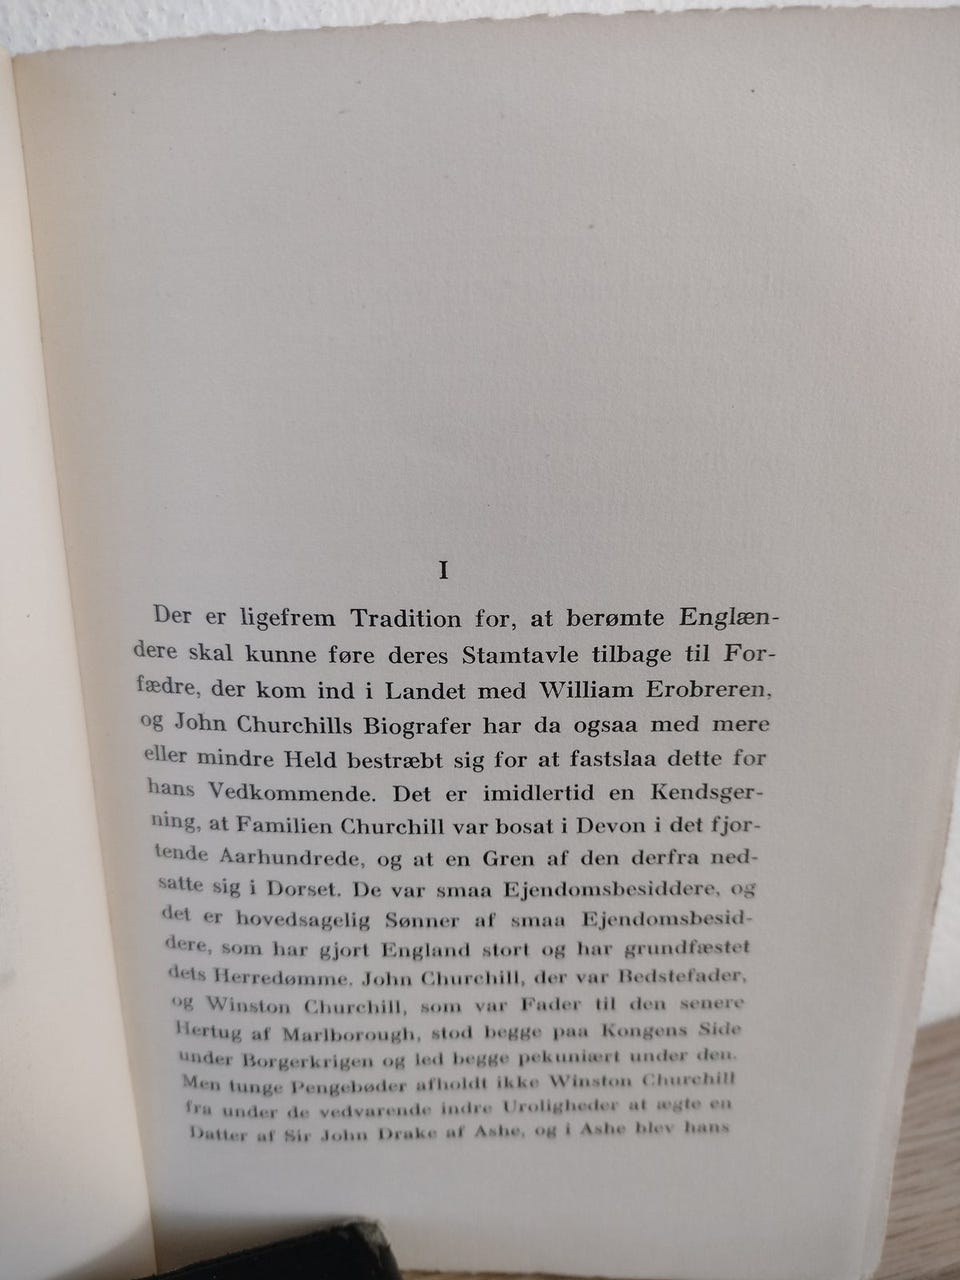 I
Der er ligefrem Tradition for, at berømte Englæn-
dere skal kunne føre deres Stamtavle tilbage til For-
fædre, der kom ind i Landet med William Erobreren,
og John Churchills Biografer har da ogsaa med mere
eller mindre Held bestræbt sig for at fastslaa dette for
hans Vedkommende. Det er imidlertid en Kendsger-
ning, at Familien Churchill var bosat i Devon i det fjor-
tende Aarhundrede, og at en Gren af den derfra ned-
satte sig i Dorset. De var smaa Ejendomsbesiddere, og
det er hovedsagelig Sønner af smaa Ejendomsbesid-
dere, som har gjort England stort og har grundfæstet
dets Herredømme. John Churchill, der var Bedstefader,
og Winston Churchill, som var Fader til den senere
Hertug af Marlborough, stod begge paa Kongens Side
under Borgerkrigen og led begge pekuniært under den.
Men tunge Pengebøder afholdt ikke Winston Churchill
fra under de vedvarende indre Uroligheder at ægte en
Datter af Sir John Drake af Ashe, og i Ashe blev hans